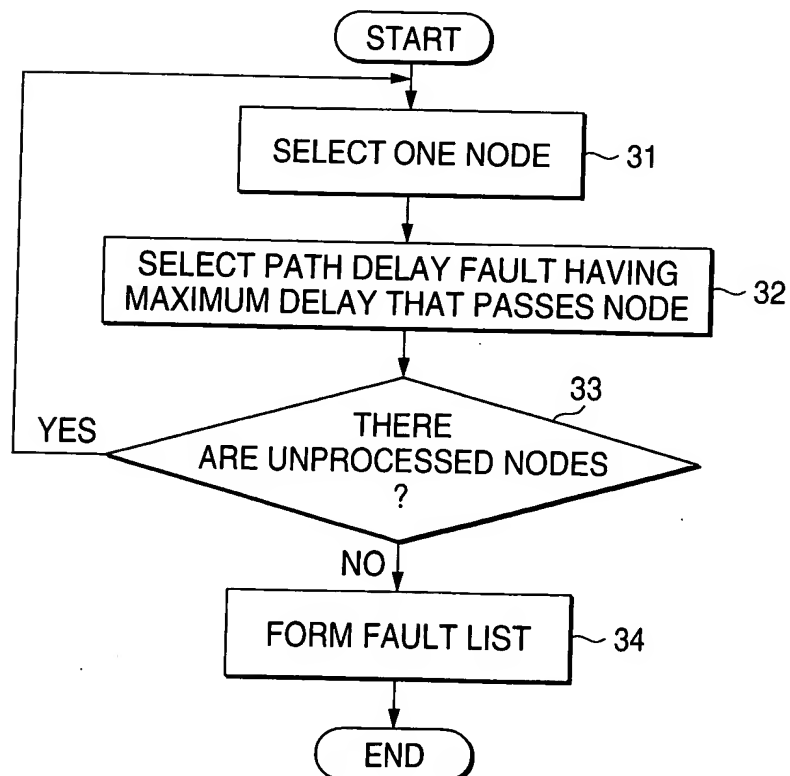 START
SELECT ONE NODE
31
SELECT PATH DELAY FAULT HAVING
MAXIMUM DELAY THAT PASSES NODE
32
33
THERE
ARE UNPROCESSED NODES
?
YES
NO
FORM FAULT LIST
34
END